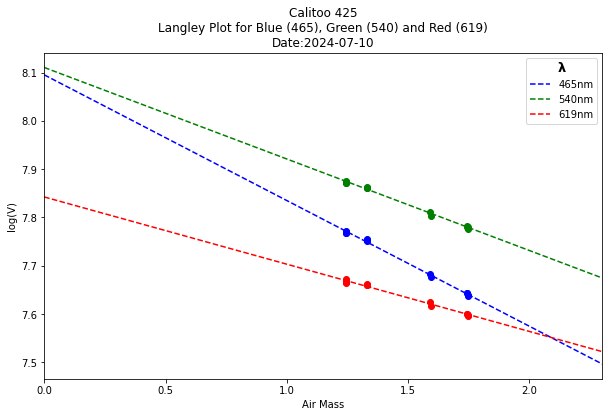 Calitoo 425
Langley Plot for Blue (465), Green (540) and Red (619)
Date:2024-07-10
λ
465nm
540nm
619nm
log(V)
8.1
8.0
7.9
7.8
7.7
7.6
7.5
0.0 0.5 1.0 1.5 2.0
Air Mass